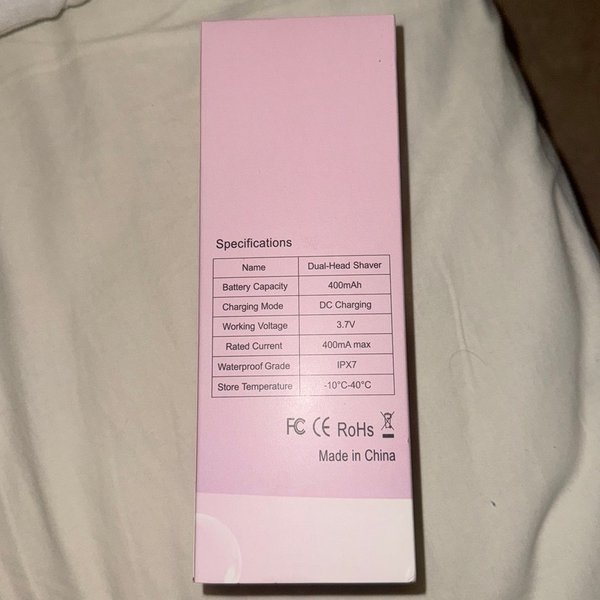 Specifications
Name Dual-Head Shaver
Battery Capacity 400mAh
Charging Mode DC Charging
Working Voltage 3.7V
Rated Current 400mA max
Waterproof Grade IPX7
Store Temperature -10°C-40°C
FC CE RoHs
Made in China